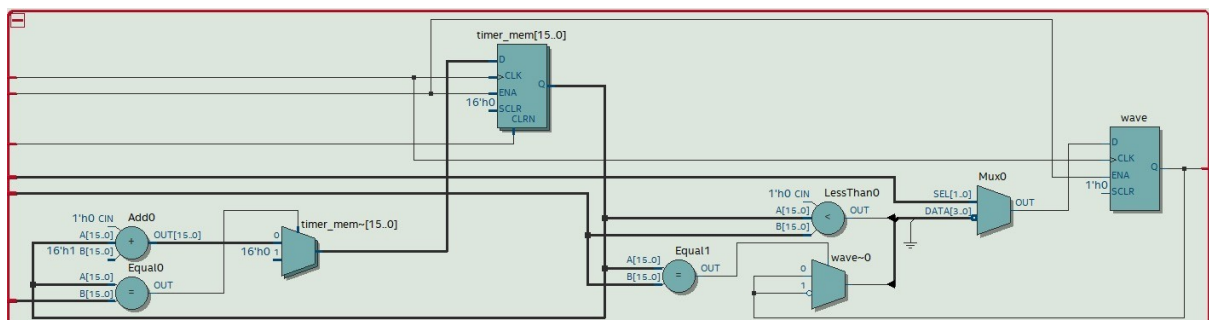 timer_mem[15..0]
D
CLK
ENA
16'h0
SCLR
CLRN
Q
wave
D
CLK
ENA
1'h0
SCLR
Q
Mux0
SEL[1..0]
DATA[3..0]
OUT
1'h0 CIN
LessThan0
A[15..0]
B[15..0]
<
OUT
1'h0 CIN
Add0
A[15..0]
16'h1 B[15..0]
+
OUT[15..0]
timer_mem~[15..0]
0
16'h0
1
Equal0
A[15..0]
B[15..0]
=
OUT
Equal1
A[15..0]
B[15..0]
=
OUT
wave~0
0
1